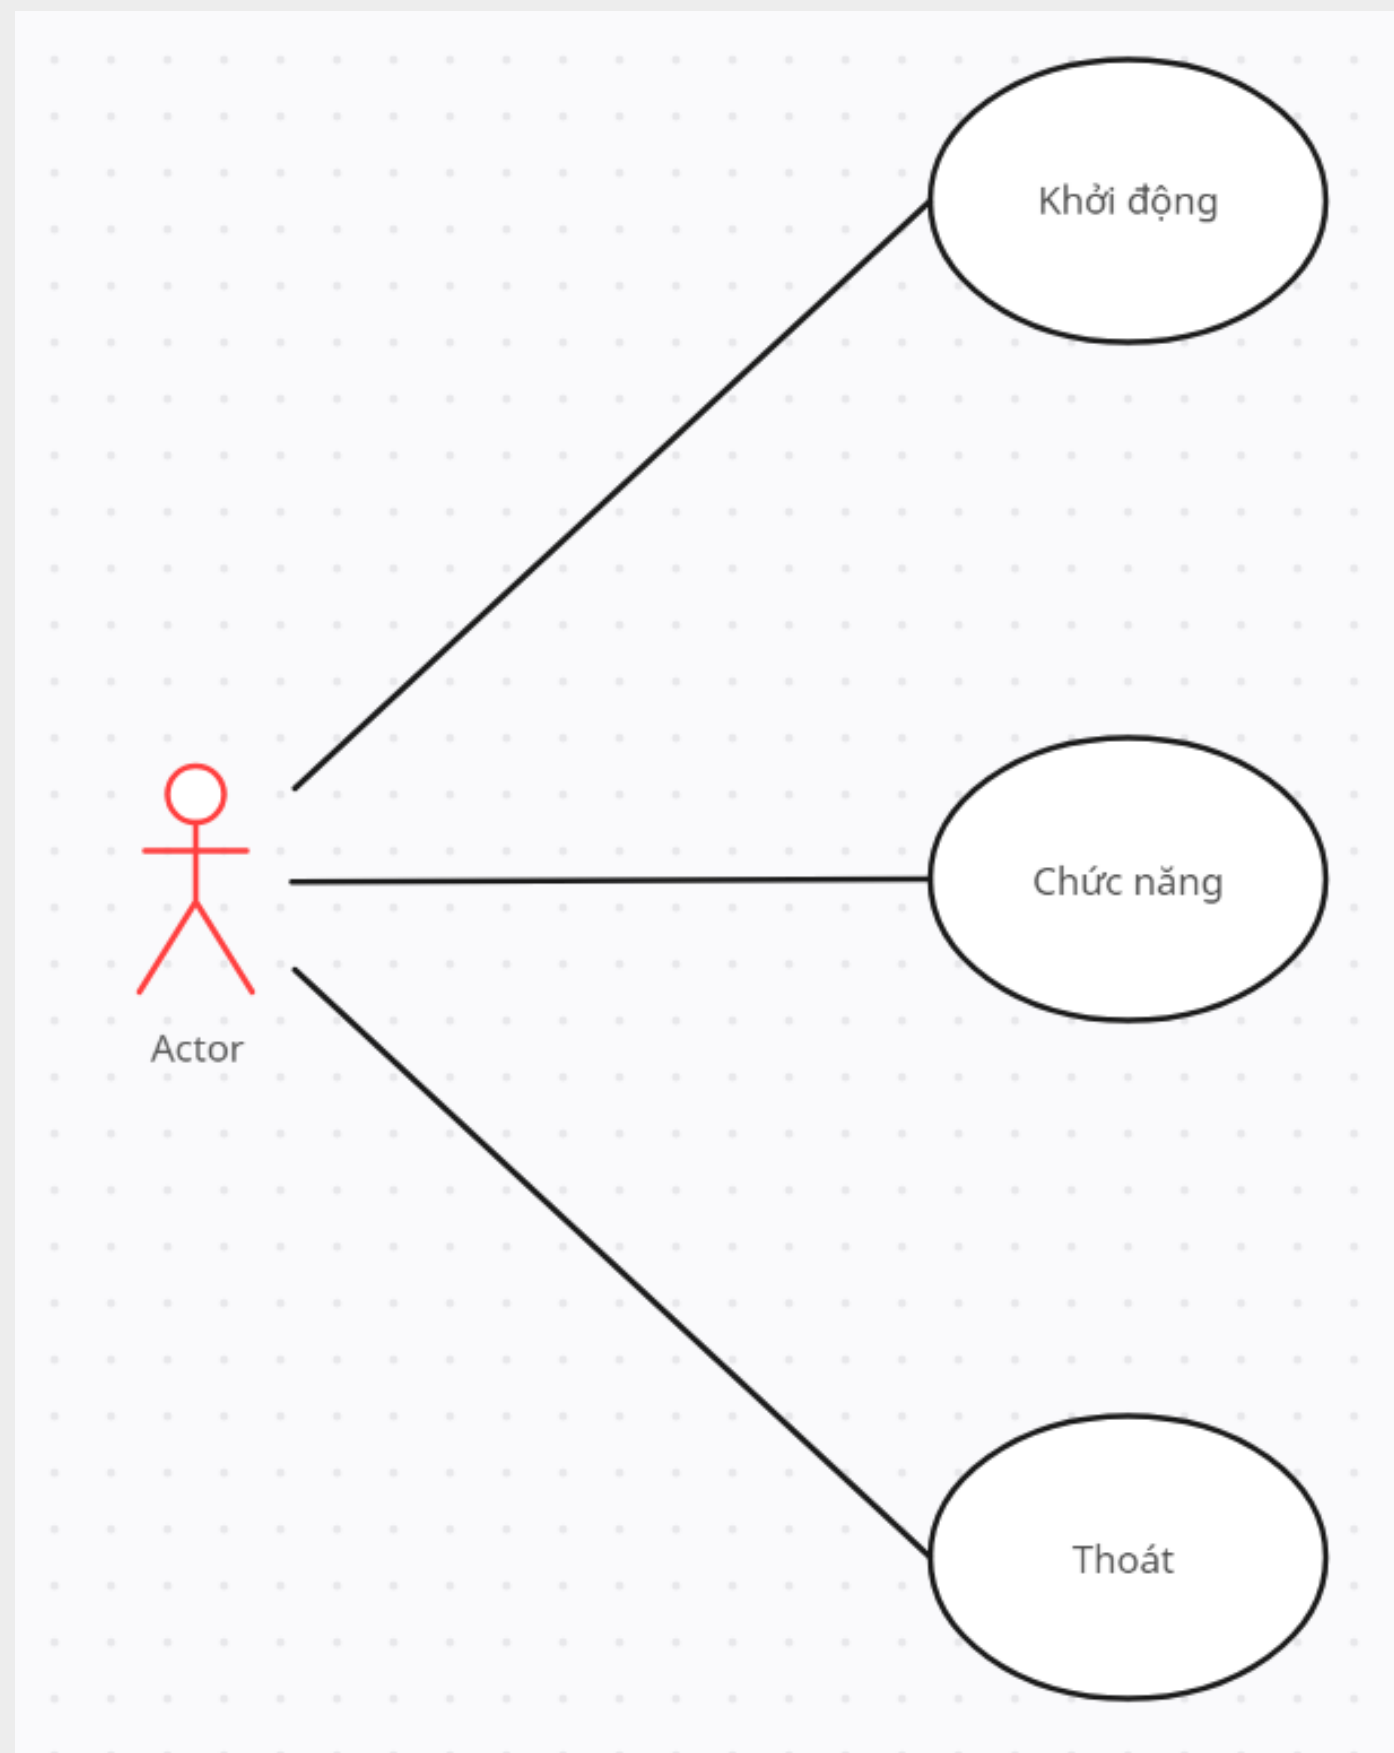 Khởi động
Chức năng
Actor
Thoát